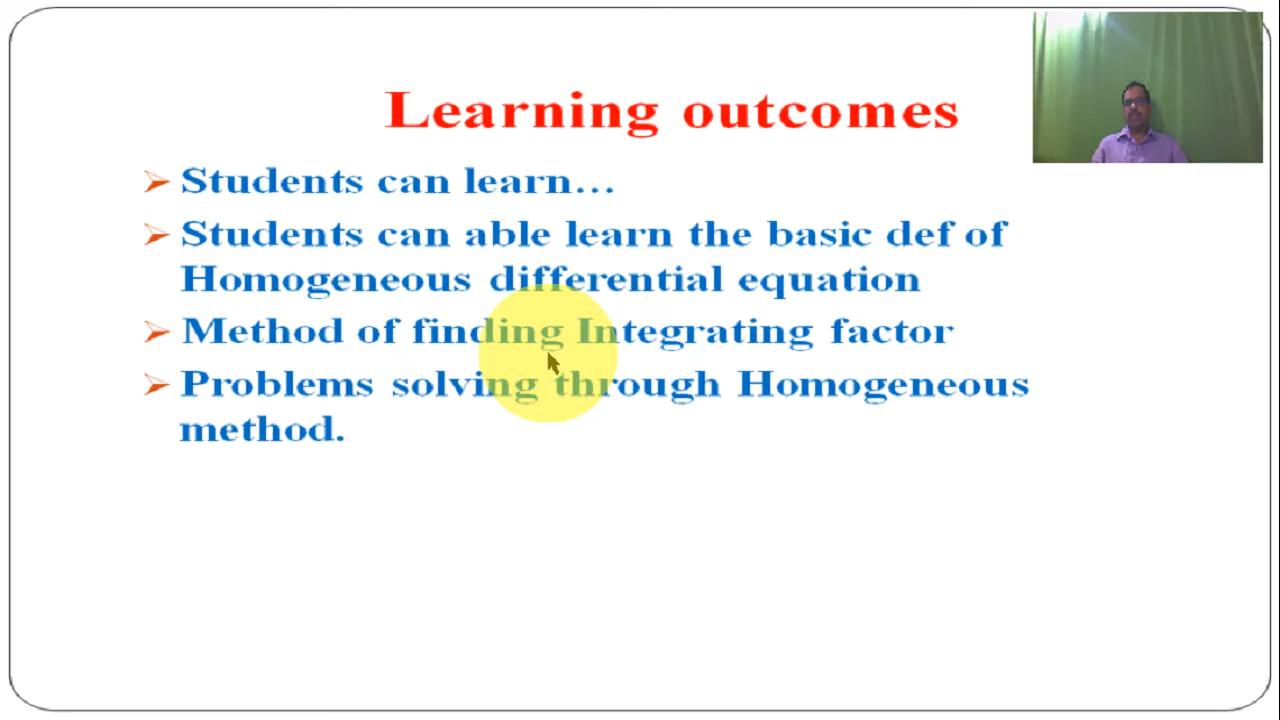 Learning outcomes
Students can learn...
Students can able learn the basic def of
Homogeneous differential equation
Method of finding Integrating factor
Problems solving through Homogeneous
method.